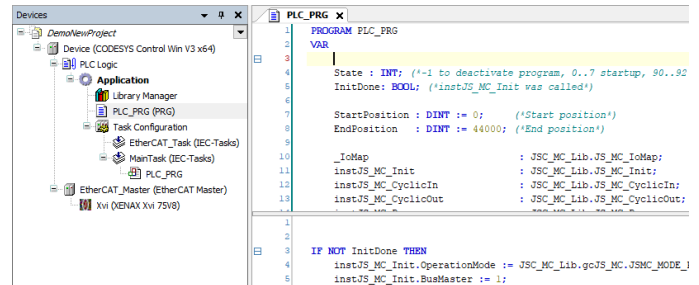 Devices
DemoNewProject
Device (CODESYS Control Win V3 x64)
PLC Logic
Application
Library Manager
PLC_PRG (PRG)
Task Configuration
EtherCAT_Task (IEC-Tasks)
MainTask (IEC-Tasks)
PLC_PRG
EtherCAT_Master (EtherCAT Master)
Xvi (XENAX Xvi 75V8)
PLC_PRG
1 PROGRAM PLC_PRG
2 VAR
3
4 State : INT; (*-1 to deactivate program, 0..7 startup, 90..92
5 InitDone: BOOL; (*instJS_MC_Init was called*)
6
7 StartPosition : DINT := 0; (*Start position*)
8 EndPosition : DINT := 44000; (*End position*)
9
10 _IoMap : JSC_MC_Lib.JS_MC_IoMap;
11 instJS_MC_Init : JSC_MC_Lib.JS_MC_Init;
12 instJS_MC_CyclicIn : JSC_MC_Lib.JS_MC_CyclicIn;
13 instJS_MC_CyclicOut : JSC_MC_Lib.JS_MC_CyclicOut;
1
2
3 IF NOT InitDone THEN
4 instJS_MC_Init.OperationMode := JSC_MC_Lib.gcJS_MC.JSMC_MODE_
5 instJS_MC_Init.BusMaster := 1;